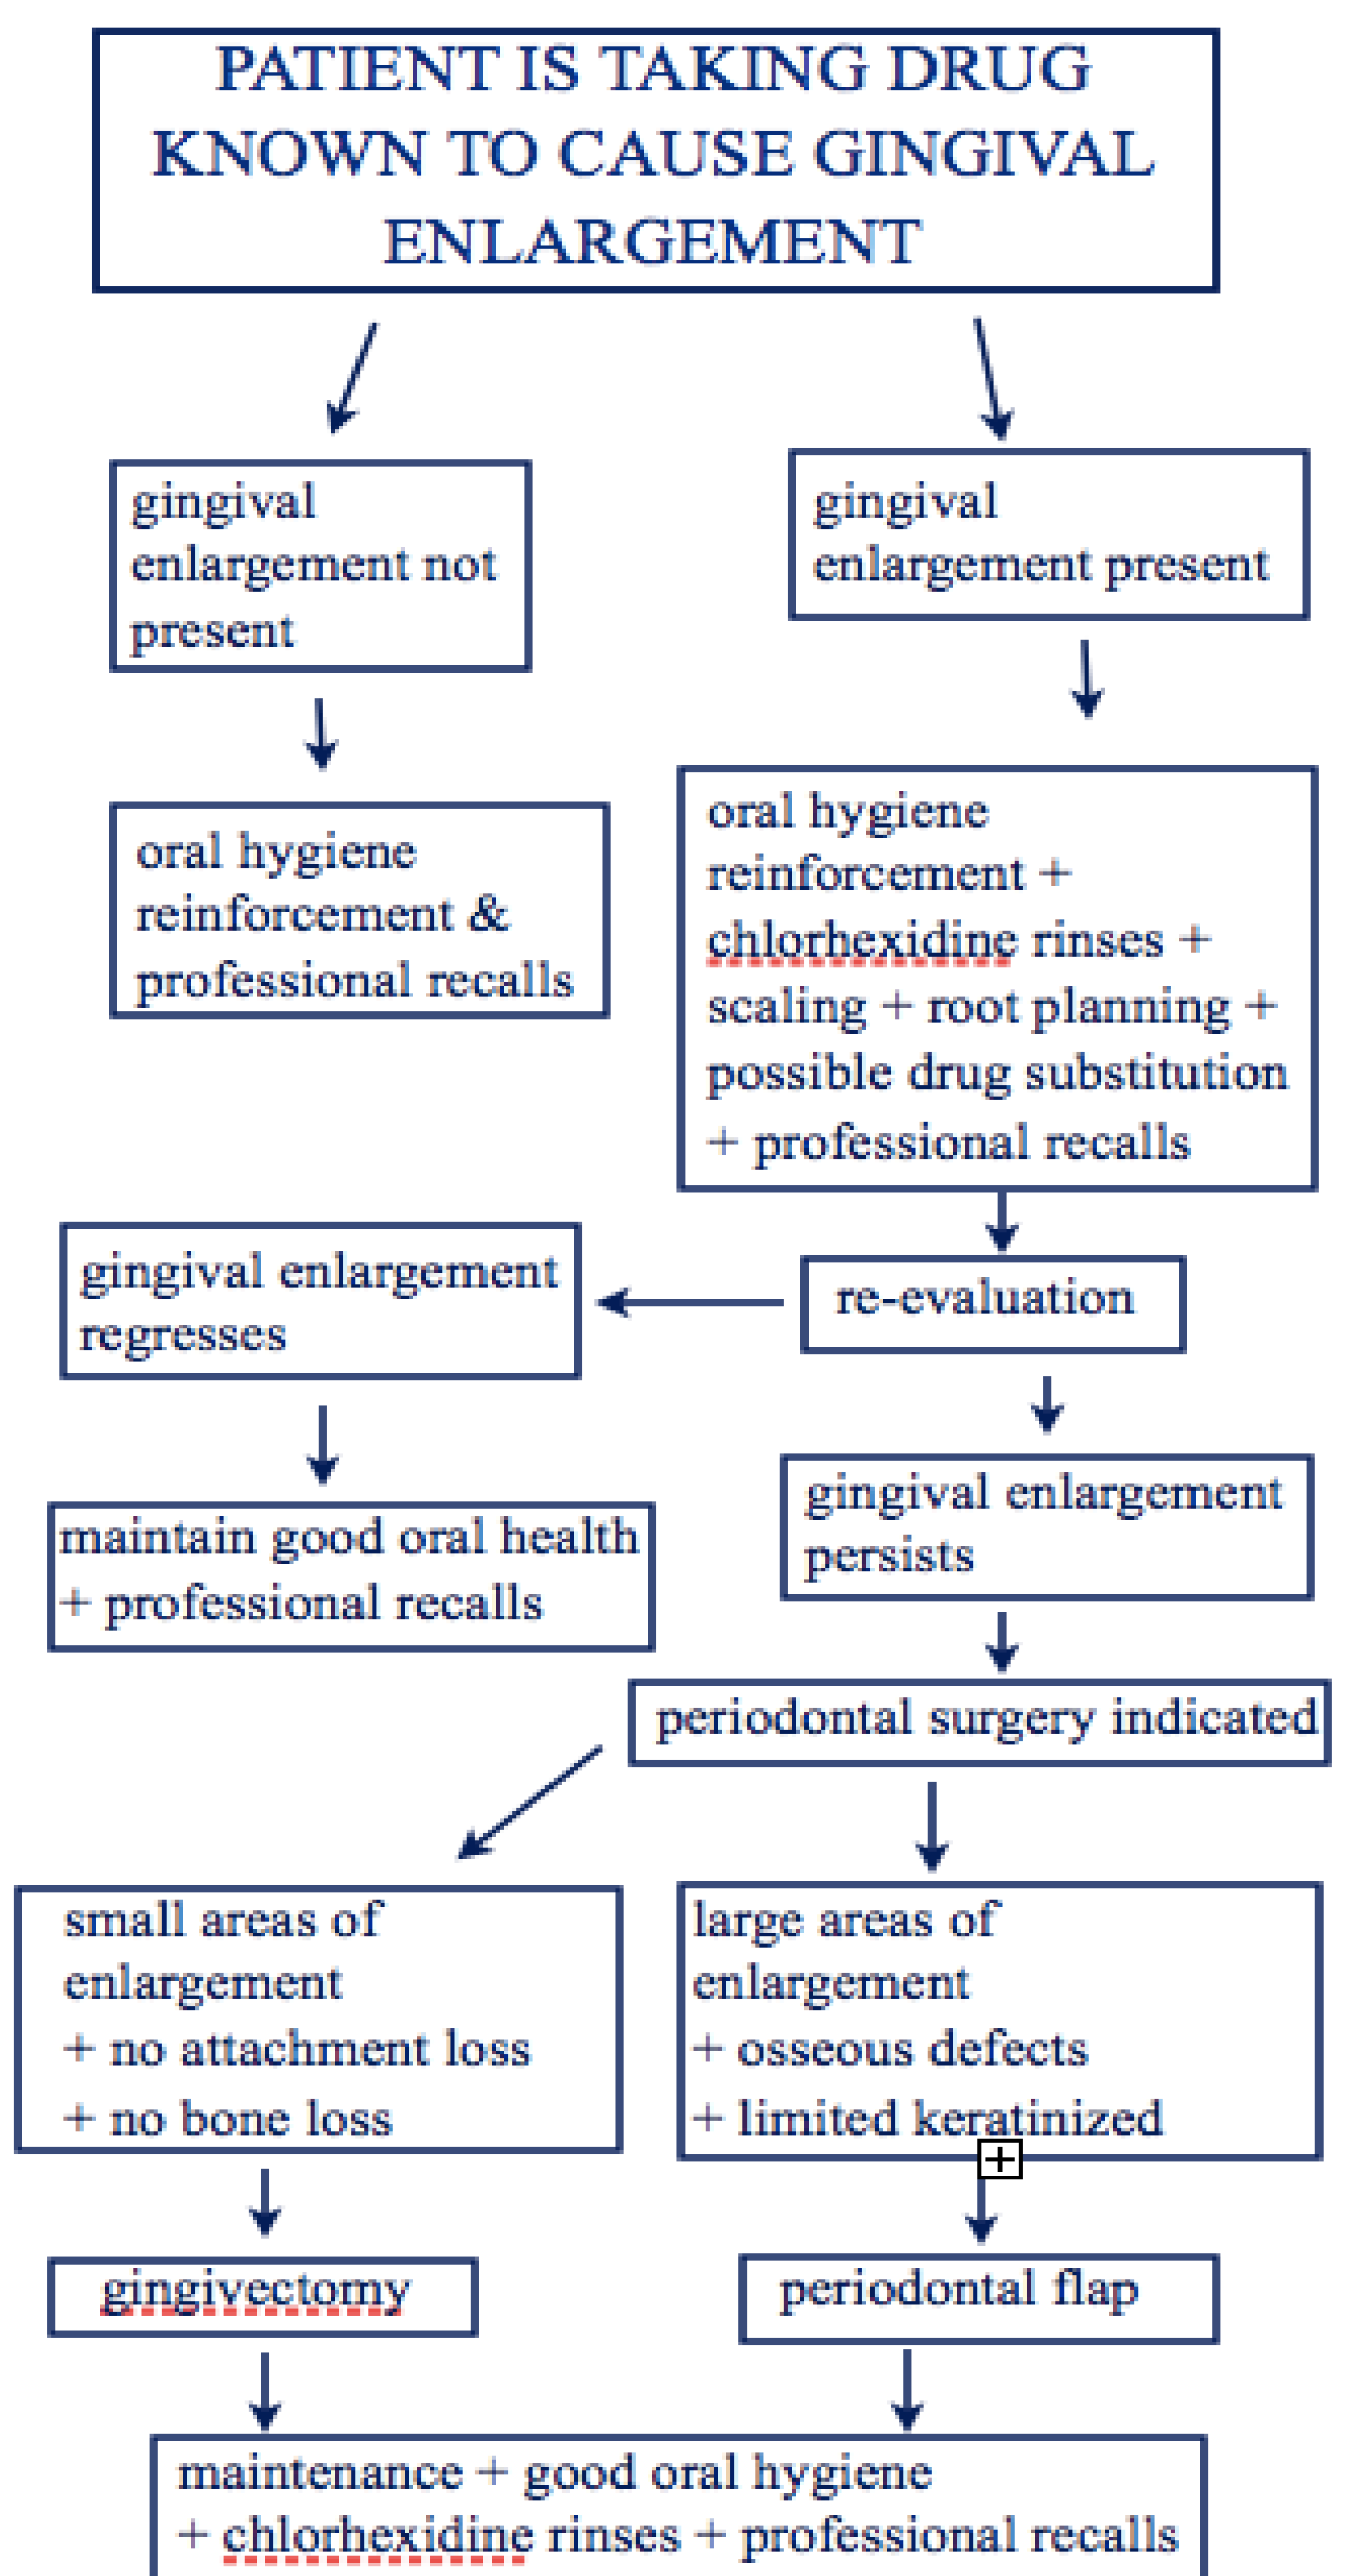 PATIENT IS TAKING DRUG
KNOWN TO CAUSE GINGIVAL
ENLARGEMENT
gingival
enlargement not
present
gingival
enlargement present
oral hygiene
reinforcement &
professional recalls
oral hygiene
reinforcement +
chlorhexidine rinses +
scaling + root planning +
possible drug substitution
+ professional recalls
gingival enlargement
regresses
re-evaluation
maintain good oral health
+ professional recalls
gingival enlargement
persists
periodontal surgery indicated
small areas of
enlargement
+ no attachment loss
+ no bone loss
large areas of
enlargement
+ osseous defects
+ limited keratinized
gingivectomy
periodontal flap
maintenance + good oral hygiene
+ chlorhexidine rinses + professional recalls